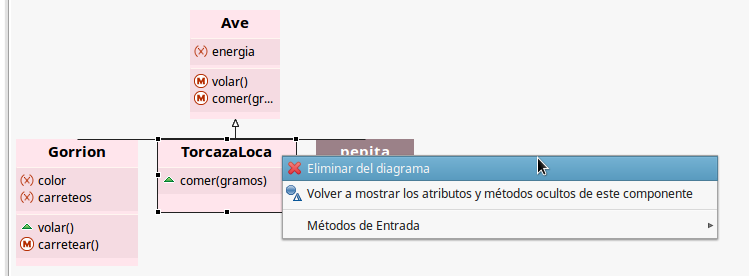 Ave
(x) energia
M volar()
M comer(gr...
Gorrion
(x) color
(x) carreteos
volar()
M carretear()
TorcazaLoca
comer(gramos)
pepita
Eliminar del diagrama
Volver a mostrar los atributos y métodos ocultos de este componente
Métodos de Entrada